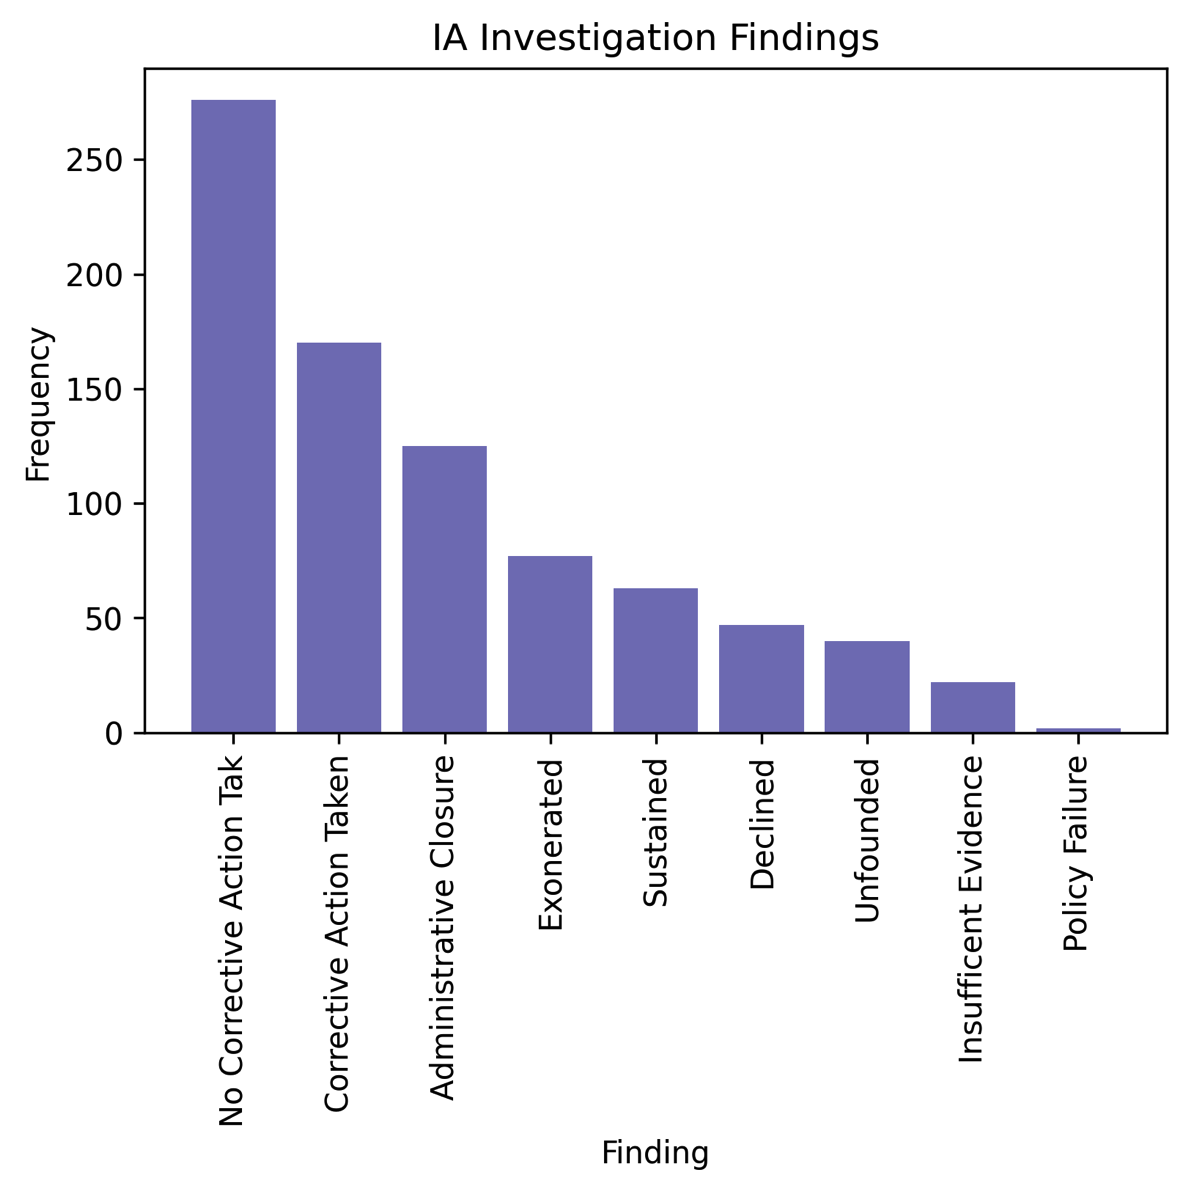 IA Investigation Findings
Frequency
250
200
150
100
50
0
No Corrective Action Tak
Corrective Action Taken
Administrative Closure
Exonerated
Sustained
Declined
Unfounded
Insufficent Evidence
Policy Failure
Finding